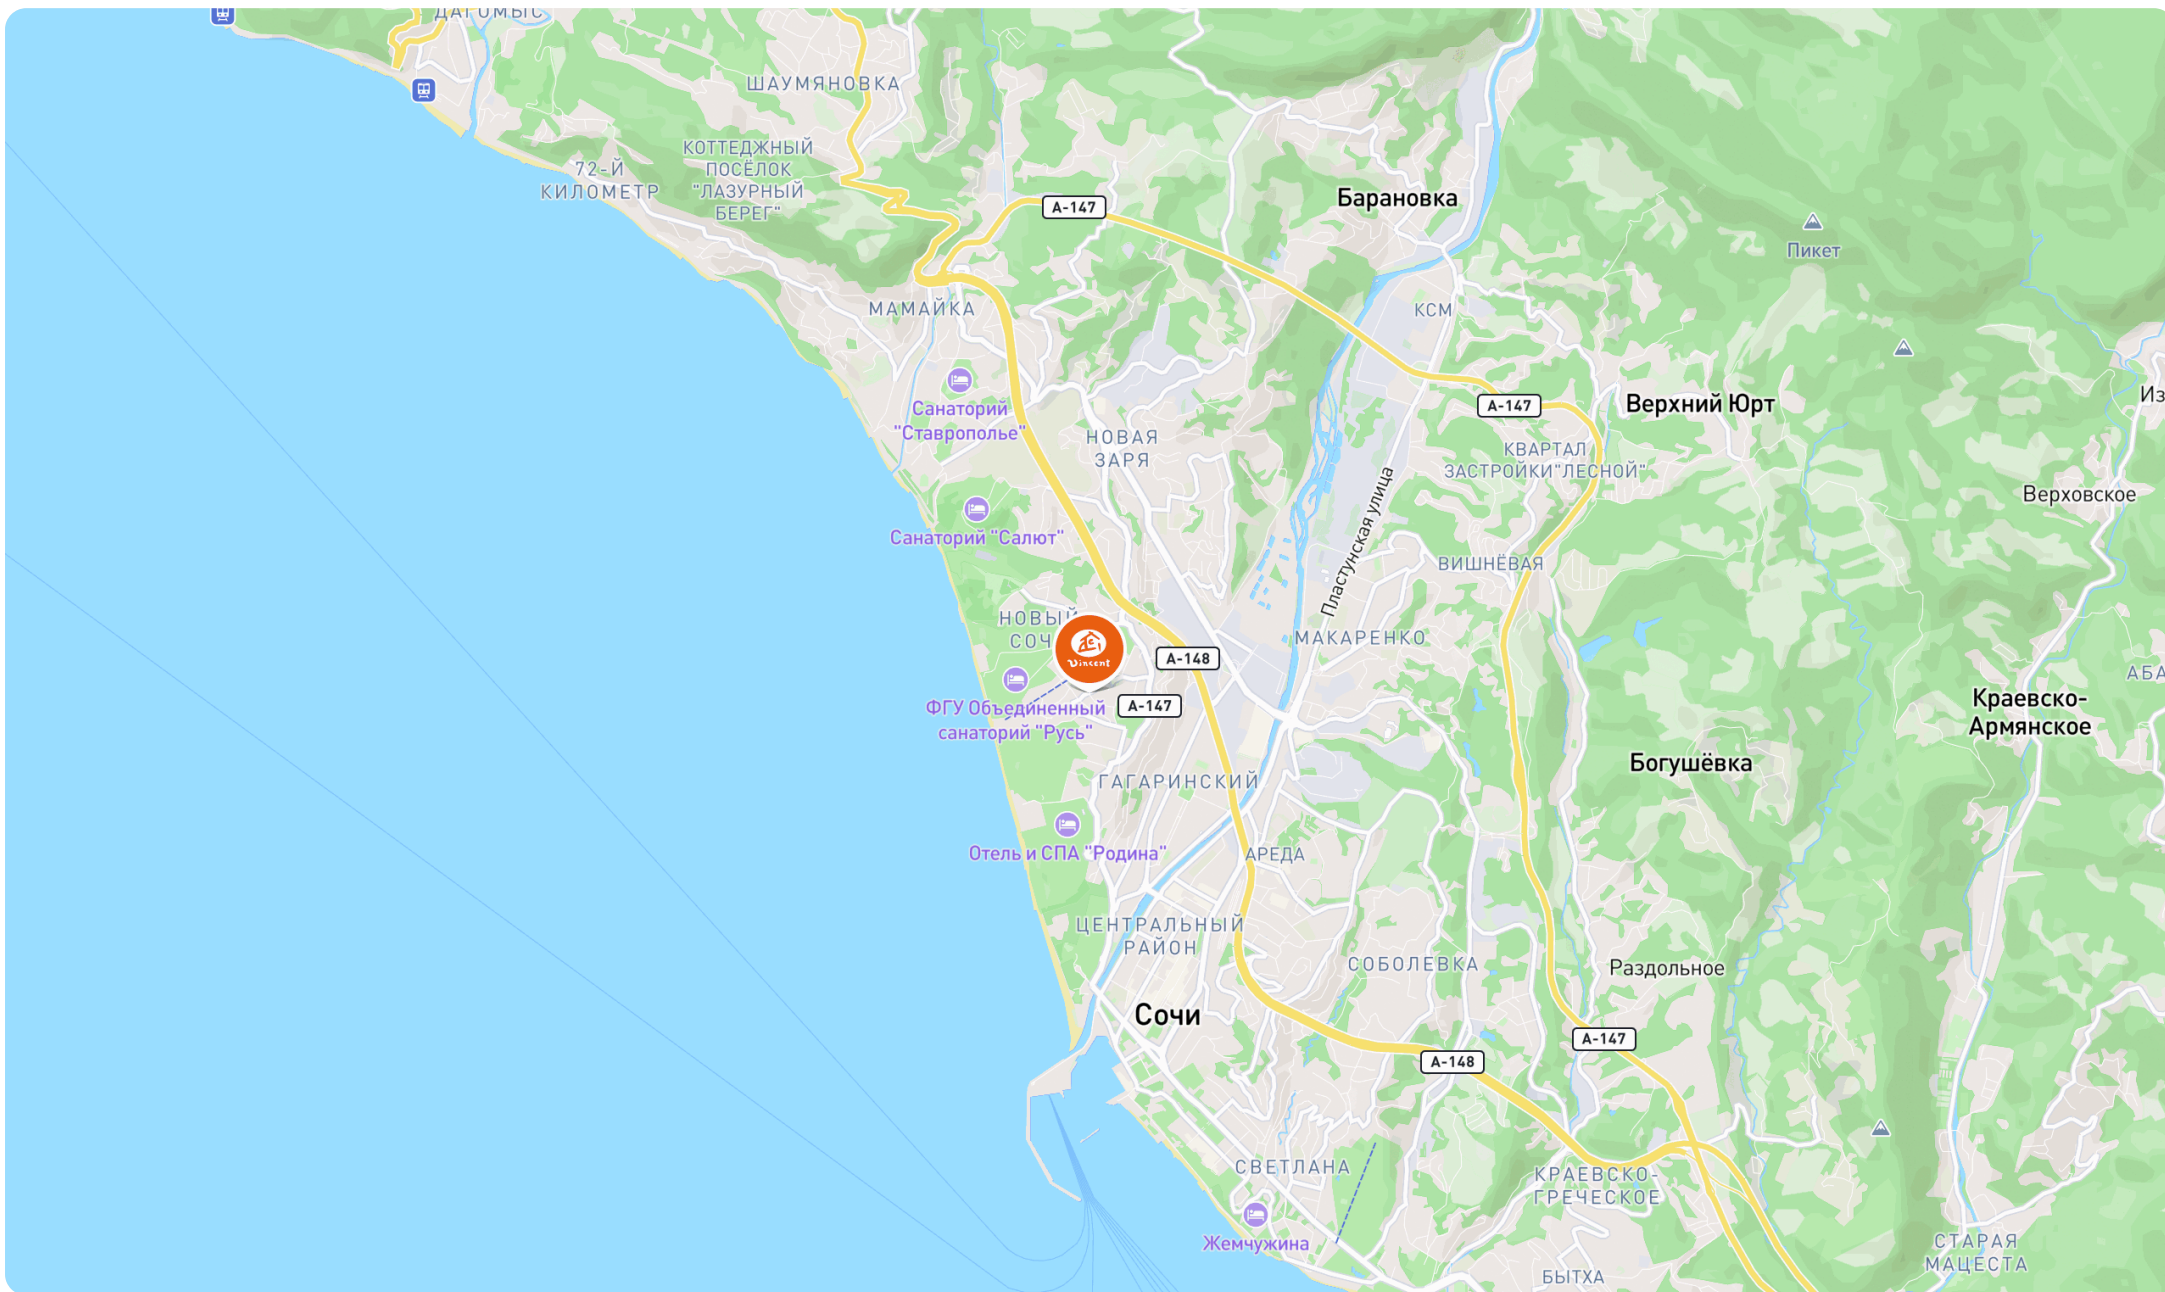 ДАГОМЫС
ШАУМЯНОВКА
КОТТЕДЖНЫЙ
ПОСЁЛОК
"ЛАЗУРНЫЙ
БЕРЕГ"
72-Й
КИЛОМЕТР
А-147
Барановка
Пикет
МАМАЙКА
КСМ
Из
Санаторий
"Ставрополье"
А-147
Верхний Юрт
НОВАЯ
ЗАРЯ
КВАРТАЛ
ЗАСТРОЙКИ"ЛЕСНОЙ"
Верховское
Санаторий "Салют"
Пластунская улица
ВИШНЁВАЯ
НОВЫЙ
СОЧ
Vincent
А-148
МАКАРЕНКО
АБА
ФГУ Объединенный
санаторий "Русь"
А-147
Краевско-
Армянское
Богушёвка
ГАГАРИНСКИЙ
Отель и СПА "Родина"
АРЕДА
ЦЕНТРАЛЬНЫЙ
РАЙОН
СОБОЛЕВКА
Раздольное
Сочи
А-147
А-148
СВЕТЛАНА
КРАЕВСКО-
ГРЕЧЕСКОЕ
Жемчужина
СТАРАЯ
МАЦЕСТА
БЫТХА